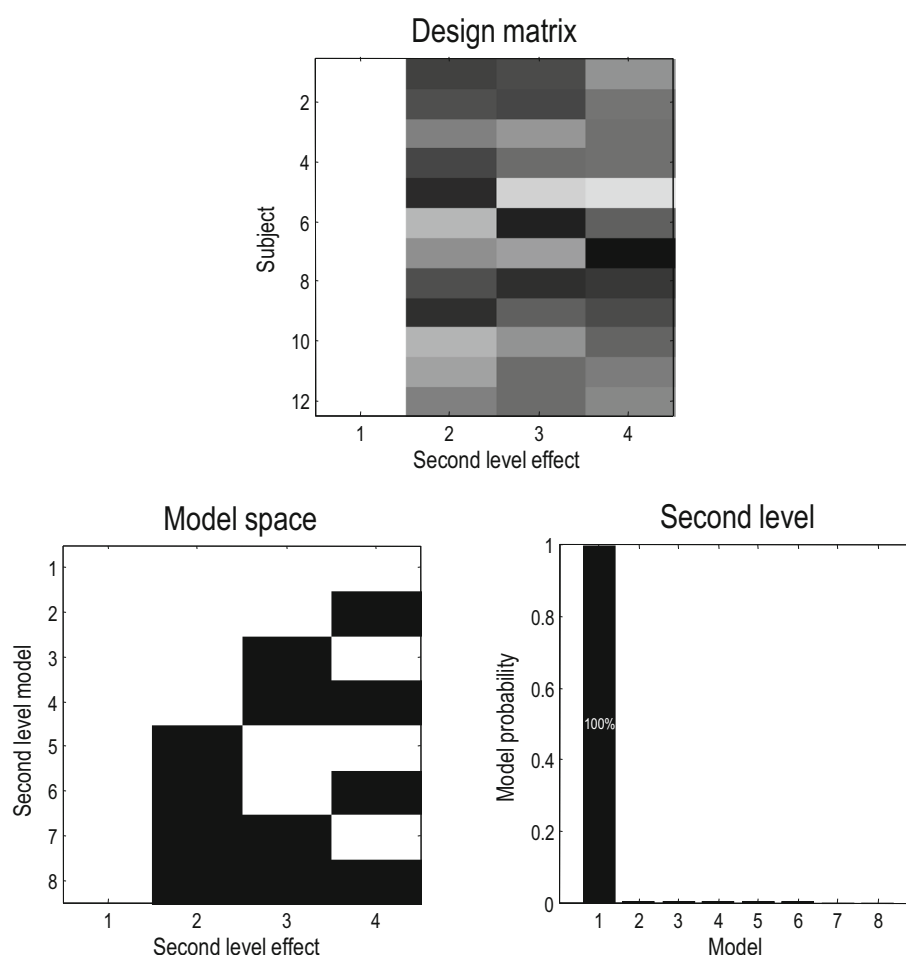 Design matrix
2
4
6
8
10
12
Subject
1 2 3 4
Second level effect
Model space
1
2
3
4
5
6
7
8
Second level model
1 2 3 4
Second level effect
Second level
1
0.8
0.6
0.4
0.2
0
Model probability
100%
1 2 3 4 5 6 7 8
Model